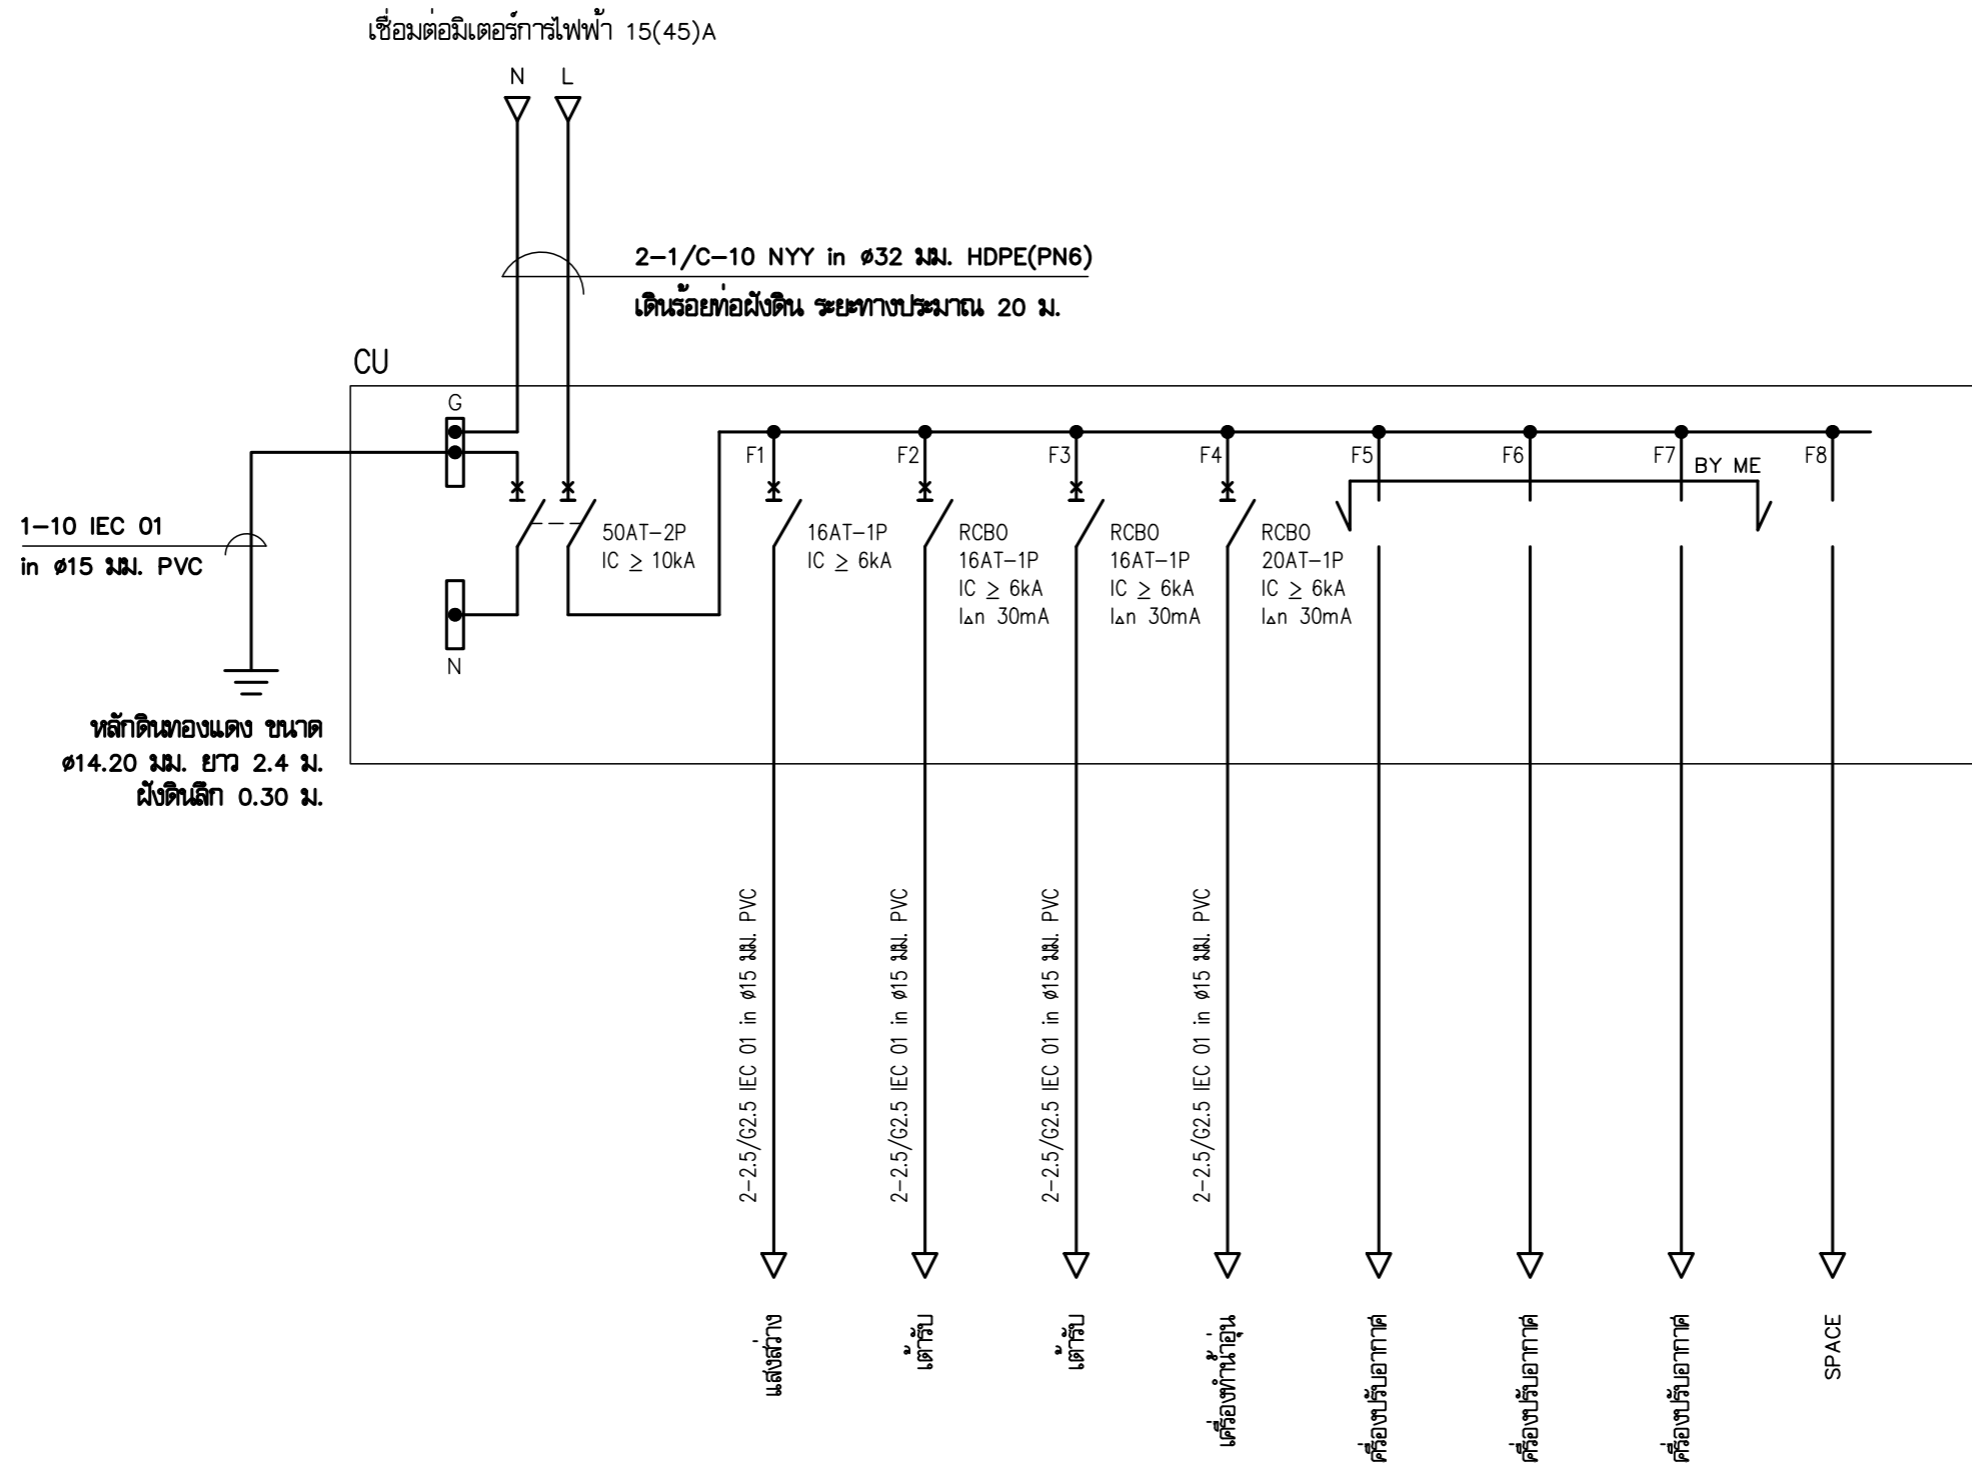 เชื่อมต่อมิเตอร์การไฟฟ้า 15(45)A
N L
2-1/C-10 NYY in ø32 มม. HDPE(PN6)
เดินร้อยท่อฝังดิน ระยะทางประมาณ 20 ม.
CU
G
F1 F2 F3 F4 F5 F6 F7 F8
BY ME
1-10 IEC 01
in ø15 มม. PVC
50AT-2P
IC ≥ 10kA
16AT-1P
IC ≥ 6kA
RCBO
16AT-1P
IC ≥ 6kA
I△n 30mA
RCBO
16AT-1P
IC ≥ 6kA
I△n 30mA
RCBO
20AT-1P
IC ≥ 6kA
I△n 30mA
N
หลักดินทองแดง ขนาด
ø14.20 มม. ยาว 2.4 ม.
ฝังดินลึก 0.30 ม.
2-2.5/G2.5 IEC 01 in ø15 มม. PVC
2-2.5/G2.5 IEC 01 in ø15 มม. PVC
2-2.5/G2.5 IEC 01 in ø15 มม. PVC
2-2.5/G2.5 IEC 01 in ø15 มม. PVC
แสงสว่าง
เต้ารับ
เต้ารับ
เครื่องทำน้ำอุ่น
เครื่องปรับอากาศ
เครื่องปรับอากาศ
เครื่องปรับอากาศ
SPACE